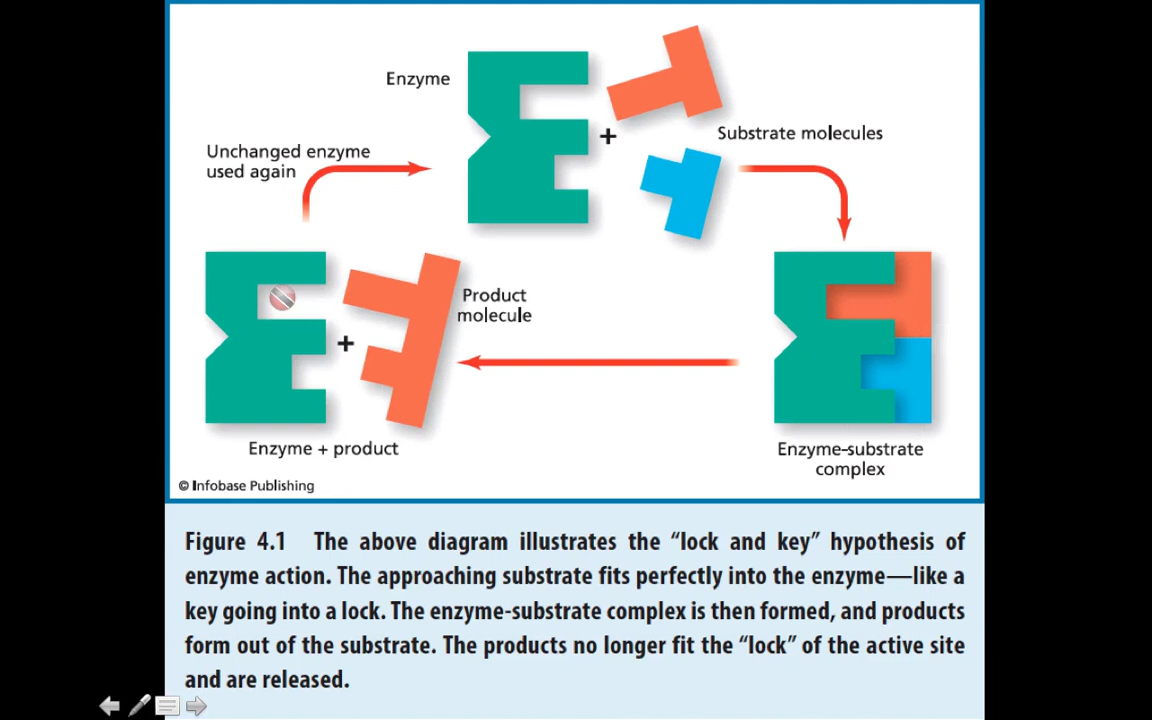 Enzyme
+
Substrate molecules
Unchanged enzyme
used again
Product
molecule
+
Enzyme + product
Enzyme-substrate
complex
© Infobase Publishing
Figure 4.1 The above diagram illustrates the “lock and key” hypothesis of
enzyme action. The approaching substrate fits perfectly into the enzyme—like a
key going into a lock. The enzyme-substrate complex is then formed, and products
form out of the substrate. The products no longer fit the “lock” of the active site
and are released.